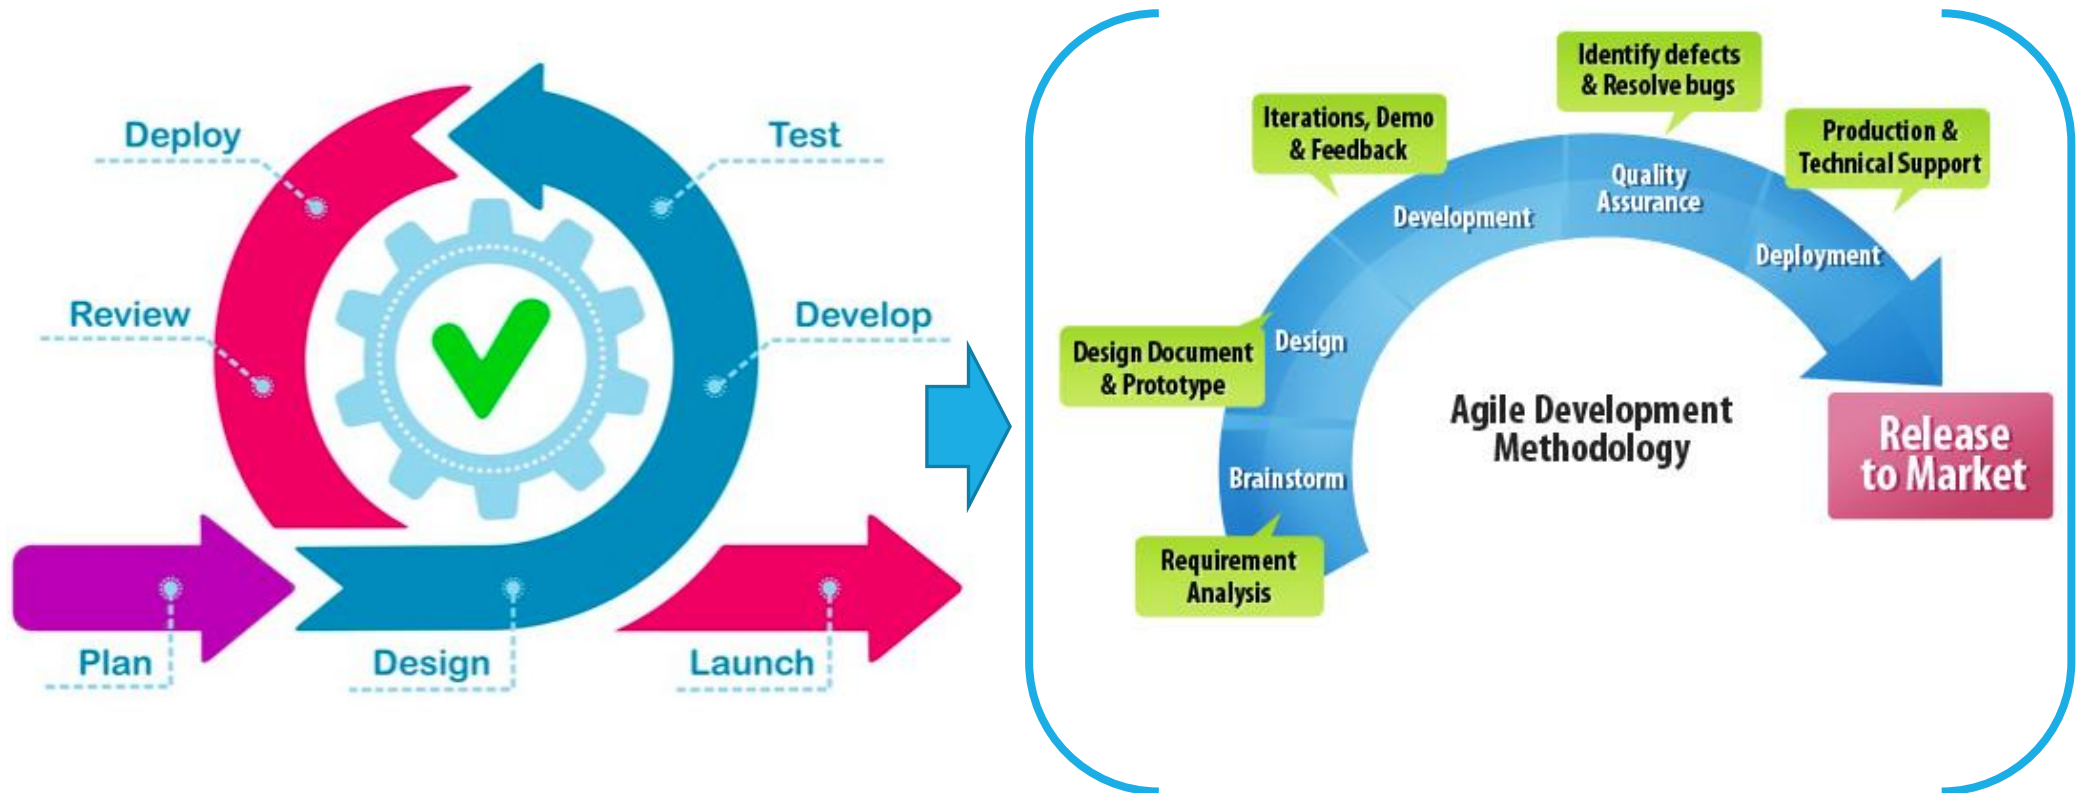 Deploy
Test
Review
Develop
Plan
Design
Launch
Identify defects
& Resolve bugs
Iterations, Demo
& Feedback
Production &
Technical Support
Quality
Assurance
Development
Deployment
Design Document
& Prototype
Design
Agile Development
Methodology
Release
to Market
Brainstorm
Requirement
Analysis